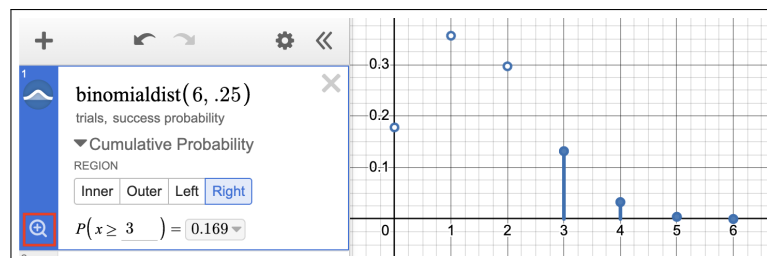 1
binomialdist(6, .25)
trials, success probability
Cumulative Probability
REGION
Inner Outer Left Right
P(x ≥ 3) = 0.169
0.3
0.2
0.1
0 1 2 3 4 5 6